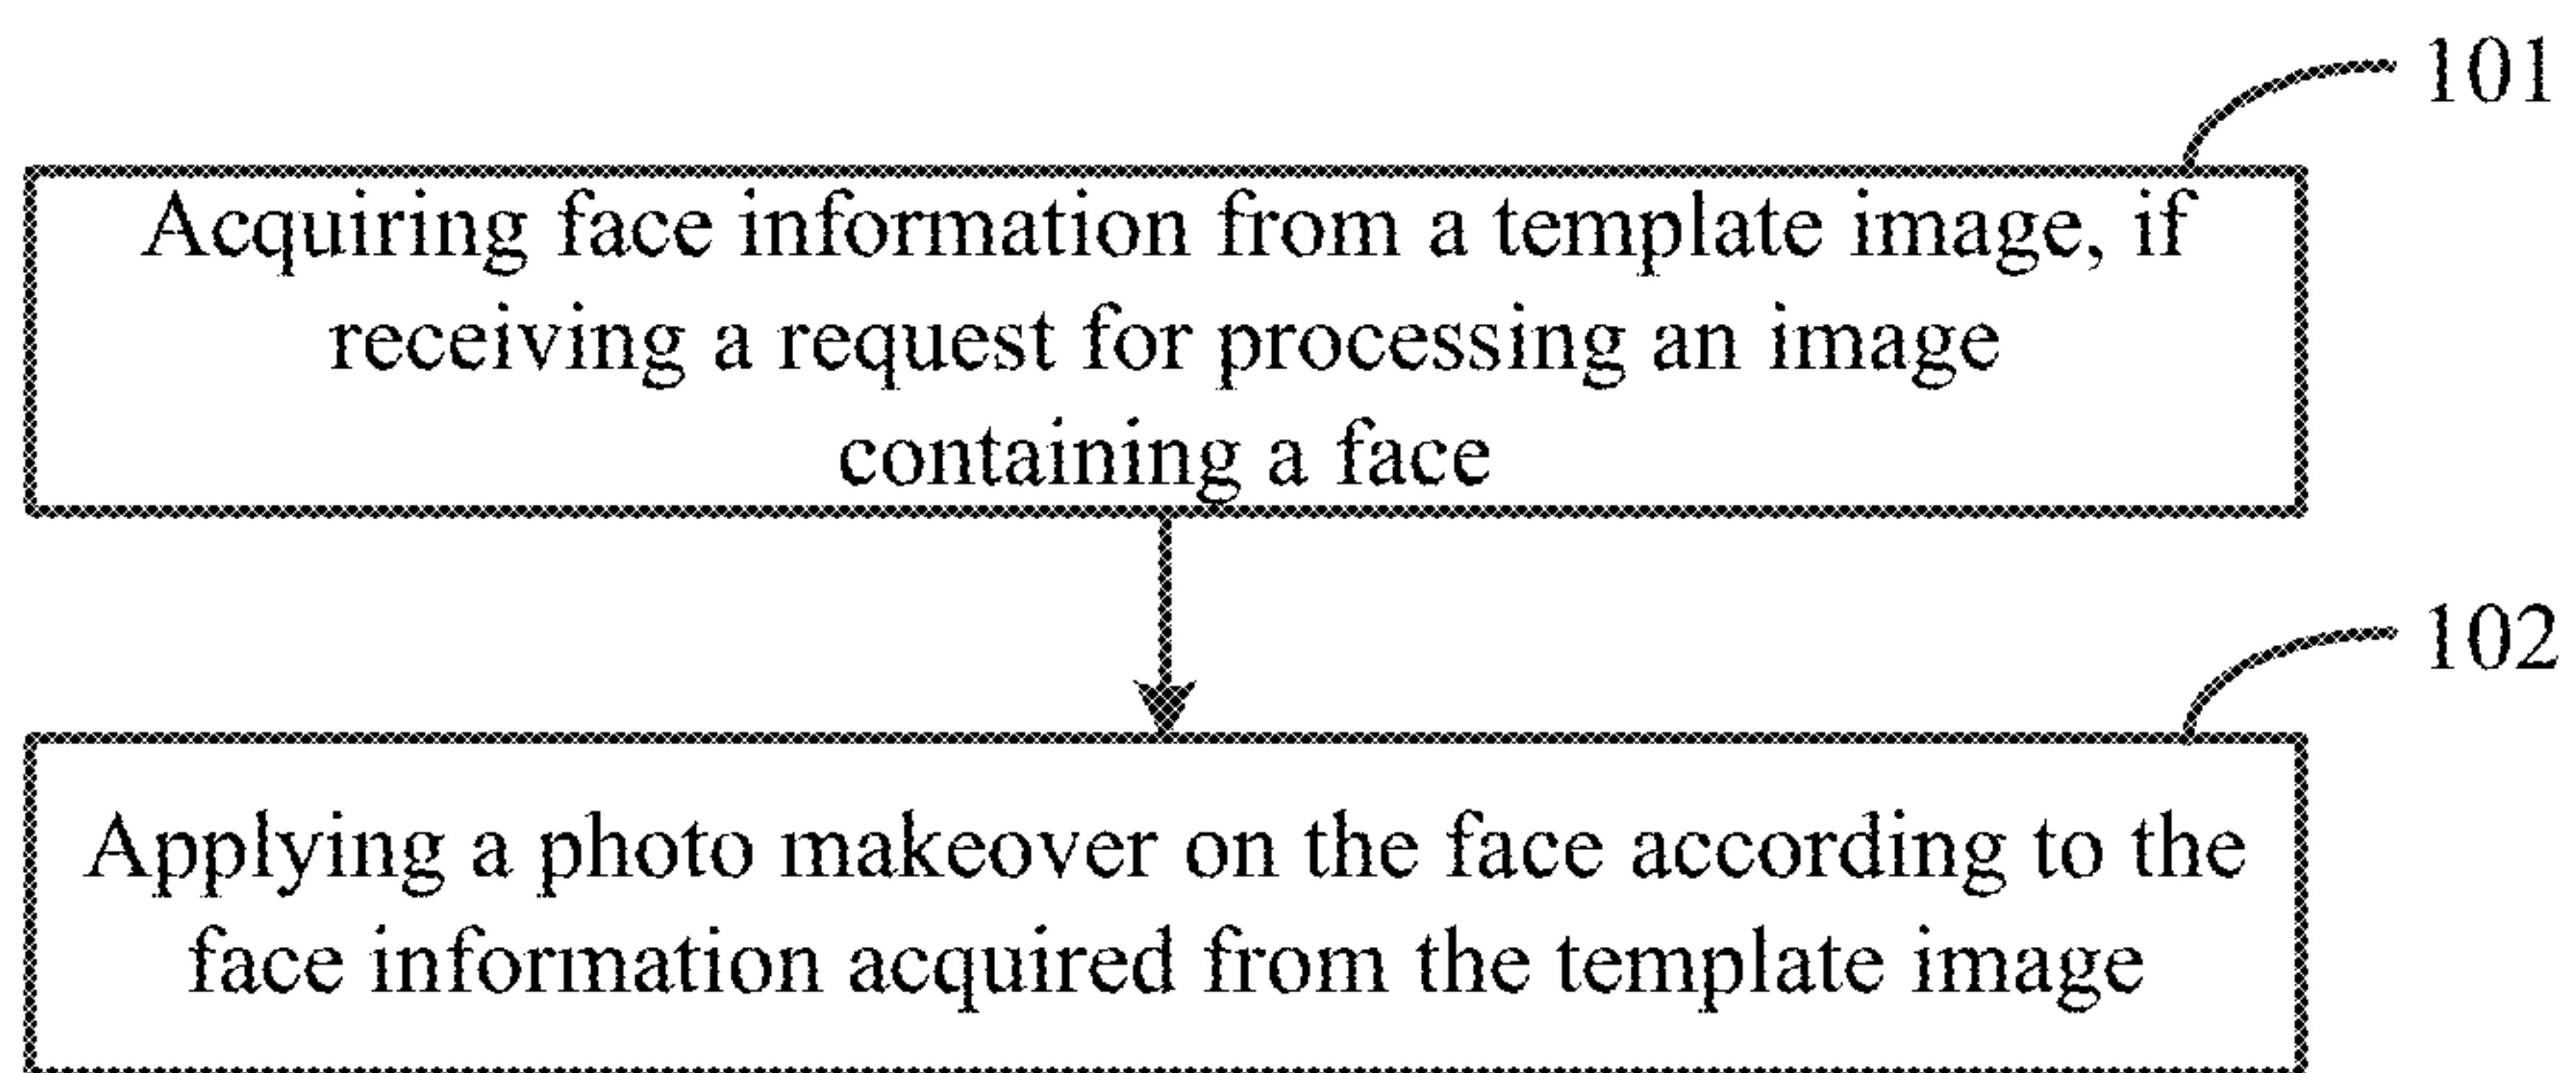 101
Acquiring face information from a template image, if
receiving a request for processing an image
containing a face
102
Applying a photo makeover on the face according to the
face information acquired from the template image